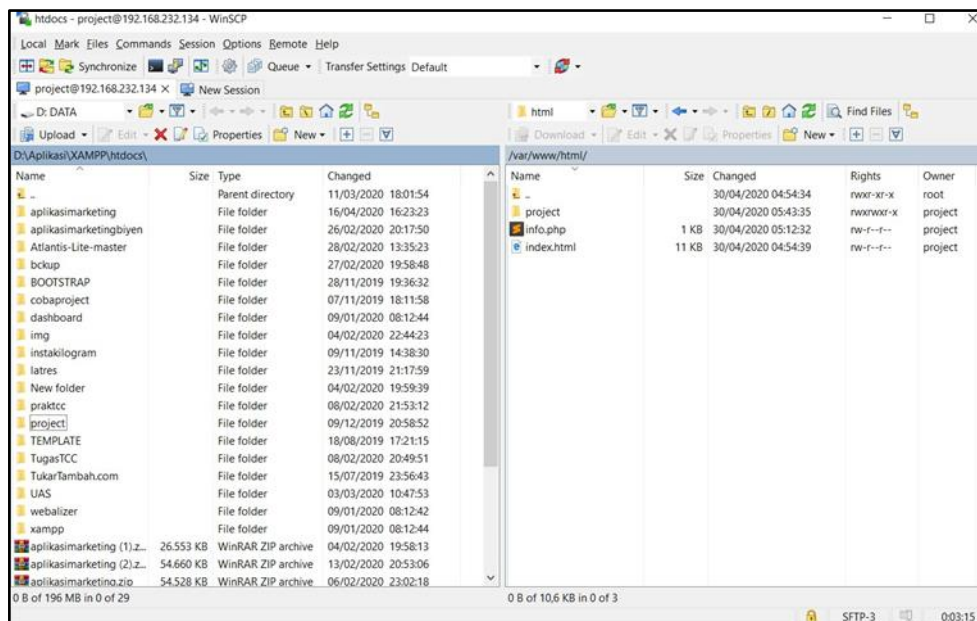 htdocs - project@192.168.232.134 - WinSCP
Local Mark Files Commands Session Options Remote Help
Synchronize Queue Transfer Settings Default
project@192.168.232.134 × New Session
D: DATA
Upload Edit Properties New
D:\Aplikasi\XAMPP\htdocs\
Name Size Type Changed
.. Parent directory 11/03/2020 18:01:54
aplikasimarketing File folder 16/04/2020 16:23:23
aplikasimarketingbiyen File folder 26/02/2020 20:17:50
Atlantis-Lite-master File folder 28/02/2020 13:35:23
bckup File folder 27/02/2020 19:58:48
BOOTSTRAP File folder 28/11/2019 19:36:32
cobaproject File folder 07/11/2019 18:11:58
dashboard File folder 09/01/2020 08:12:44
img File folder 04/02/2020 22:44:23
instakilogram File folder 09/11/2019 14:38:30
latres File folder 23/11/2019 21:17:59
New folder File folder 04/02/2020 19:59:39
praktcc File folder 08/02/2020 21:53:12
project File folder 09/12/2019 20:58:52
TEMPLATE File folder 18/08/2019 17:21:15
TugasTCC File folder 08/02/2020 20:49:51
TukarTambah.com File folder 15/07/2019 23:56:43
UAS File folder 03/03/2020 10:47:53
webalizer File folder 09/01/2020 08:12:42
xampp File folder 09/01/2020 08:12:44
aplikasimarketing (1).z... 26.553 KB WinRAR ZIP archive 04/02/2020 19:58:13
aplikasimarketing (2).z... 54.660 KB WinRAR ZIP archive 13/02/2020 20:53:06
aplikasimarketing.zip 54.528 KB WinRAR ZIP archive 06/02/2020 23:02:18
0 B of 196 MB in 0 of 29
html Find Files
Download Edit Properties New
/var/www/html/
Name Size Changed Rights Owner
.. 30/04/2020 04:54:34 rwxr-xr-x root
project 30/04/2020 05:43:35 rwxrwxr-x project
info.php 1 KB 30/04/2020 05:12:32 rw-r--r-- project
index.html 11 KB 30/04/2020 04:54:39 rw-r--r-- project
0 B of 10,6 KB in 0 of 3
SFTP-3 0:03:15